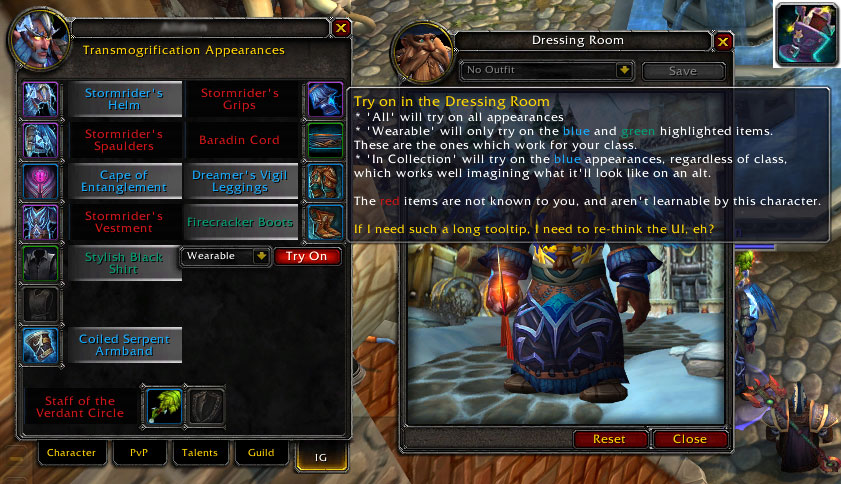 Transmogrification Appearances
Stormrider's
Helm
Stormrider's
Grips
Stormrider's
Spaulders
Baradin Cord
Cape of
Entanglement
Dreamer's Vigil
Leggings
Stormrider's
Vestment
Firecracker Boots
Stylish Black
Shirt
Wearable
Try On
Coiled Serpent
Armband
Staff of the
Verdant Circle
Character
PvP
Talents
Guild
IG
Dressing Room
No Outfit
Save
Try on in the Dressing Room
* 'All' will try on all appearances
* 'Wearable' will only try on the blue and green highlighted items.
These are the ones which work for your class.
* 'In Collection' will try on the blue appearances, regardless of class,
which works well imagining what it'll look like on an alt.
The red items are not known to you, and aren't learnable by this character.
If I need such a long tooltip, I need to re-think the UI, eh?
Reset
Close